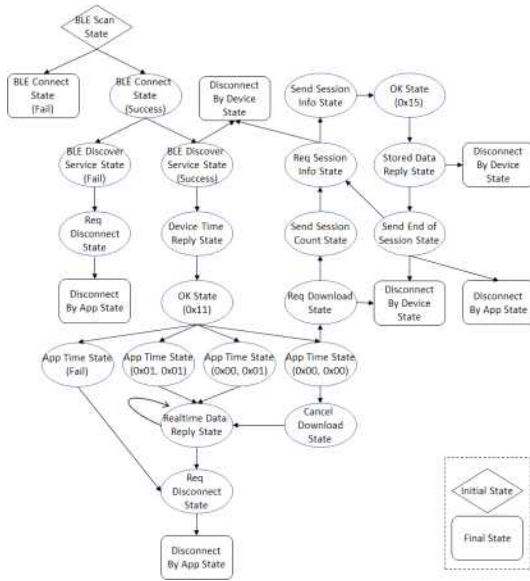 BLE Scan
State
BLE Connect
State
(Fail)
BLE Connect
State
(Success)
Disconnect
By Device
State
Send Session
Info State
OK State
(0x15)
BLE Discover
Service State
(Fail)
BLE Discover
Service State
(Success)
Req Session
Info State
Stored Data
Reply State
Disconnect
By Device
State
Req
Disconnect
State
Device Time
Reply State
Send Session
Count State
Send End of
Session State
Disconnect
By App State
OK State
(0x11)
Req Download
State
Disconnect
By Device
State
Disconnect
By App State
App Time State
(Fail)
App Time State
(0x01, 0x01)
App Time State
(0x00, 0x01)
App Time State
(0x00, 0x00)
Realtime Data
Reply State
Cancel
Download
State
Req
Disconnect
State
Disconnect
By App State
Initial State
Final State